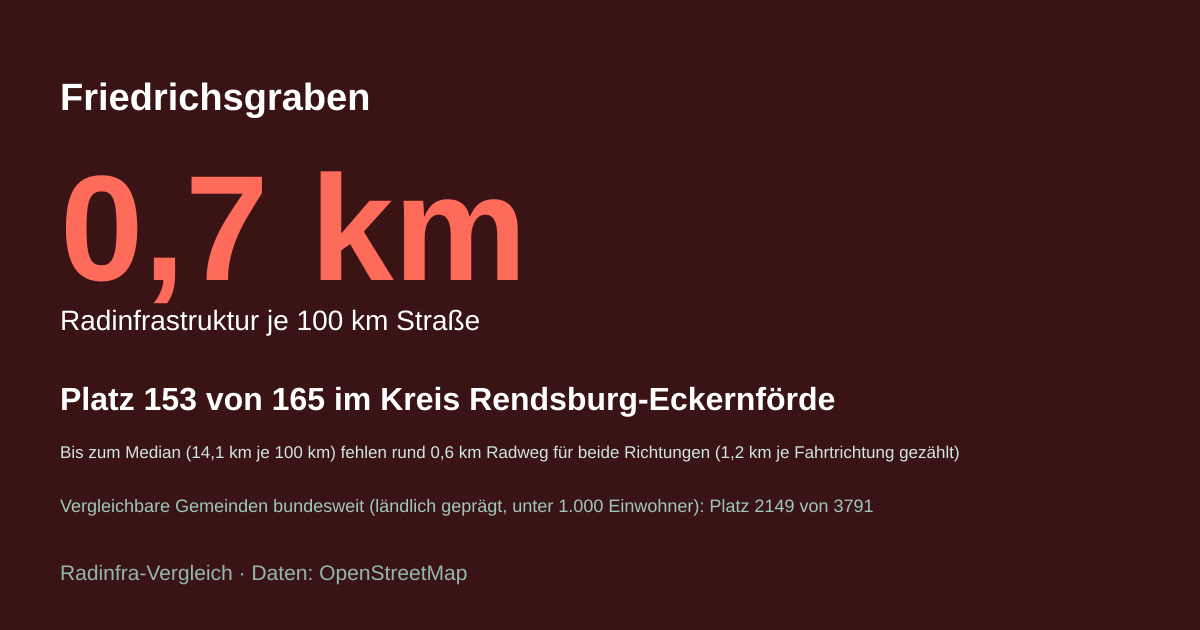 Friedrichsgraben
0,7 km
Radinfrastruktur je 100 km Straße
Platz 153 von 165 im Kreis Rendsburg-Eckernförde
Bis zum Median (14,1 km je 100 km) fehlen rund 0,6 km Radweg für beide Richtungen (1,2 km je Fahrtrichtung gezählt)
Vergleichbare Gemeinden bundesweit (ländlich geprägt, unter 1.000 Einwohner): Platz 2149 von 3791
Radinfra-Vergleich · Daten: OpenStreetMap